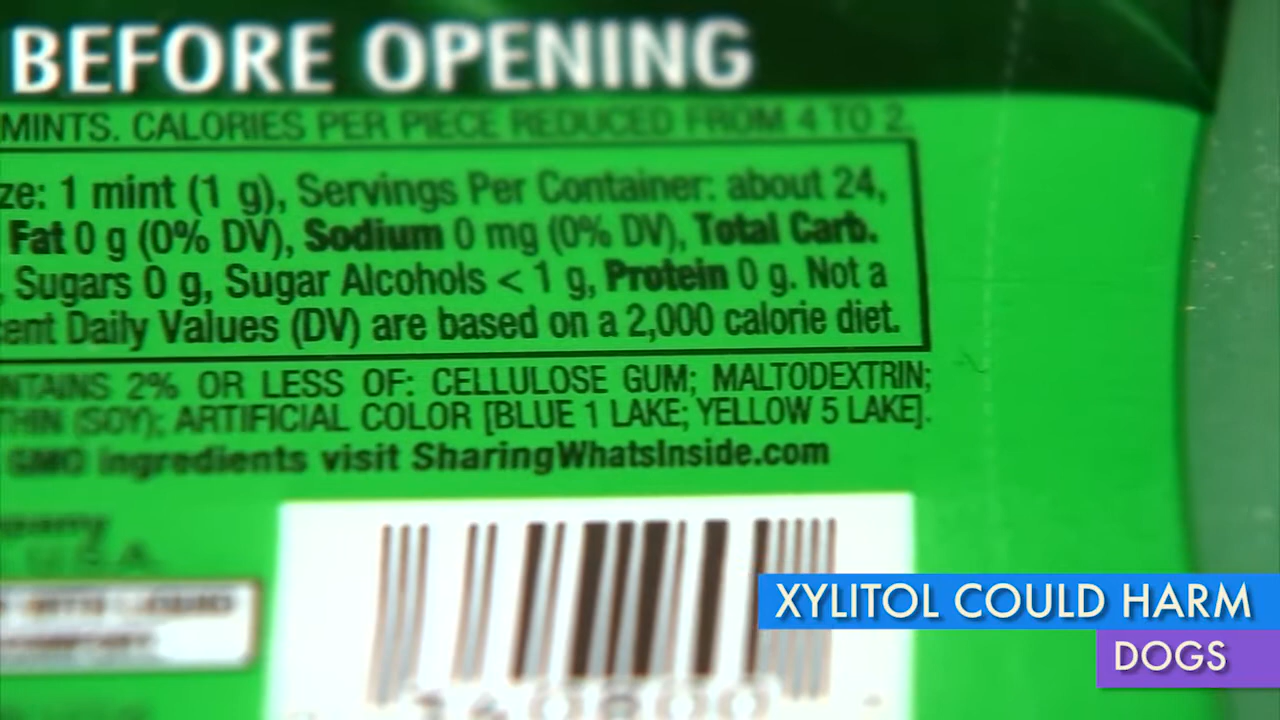 BEFORE OPENING
MINTS. CALORIES PER PIECE REDUCED FROM 4 TO 2.
ze: 1 mint (1 g), Servings Per Container: about 24,
Fat 0 g (0% DV), Sodium 0 mg (0% DV), Total Carb.
, Sugars 0 g, Sugar Alcohols < 1 g, Protein 0 g. Not a
ent Daily Values (DV) are based on a 2,000 calorie diet.
NTAINS 2% OR LESS OF: CELLULOSE GUM; MALTODEXTRIN;
THIN (SOY); ARTIFICIAL COLOR [BLUE 1 LAKE; YELLOW 5 LAKE].
GMO ingredients visit SharingWhatsInside.com
pany
U.S.A.
XYLITOL COULD HARM
DOGS